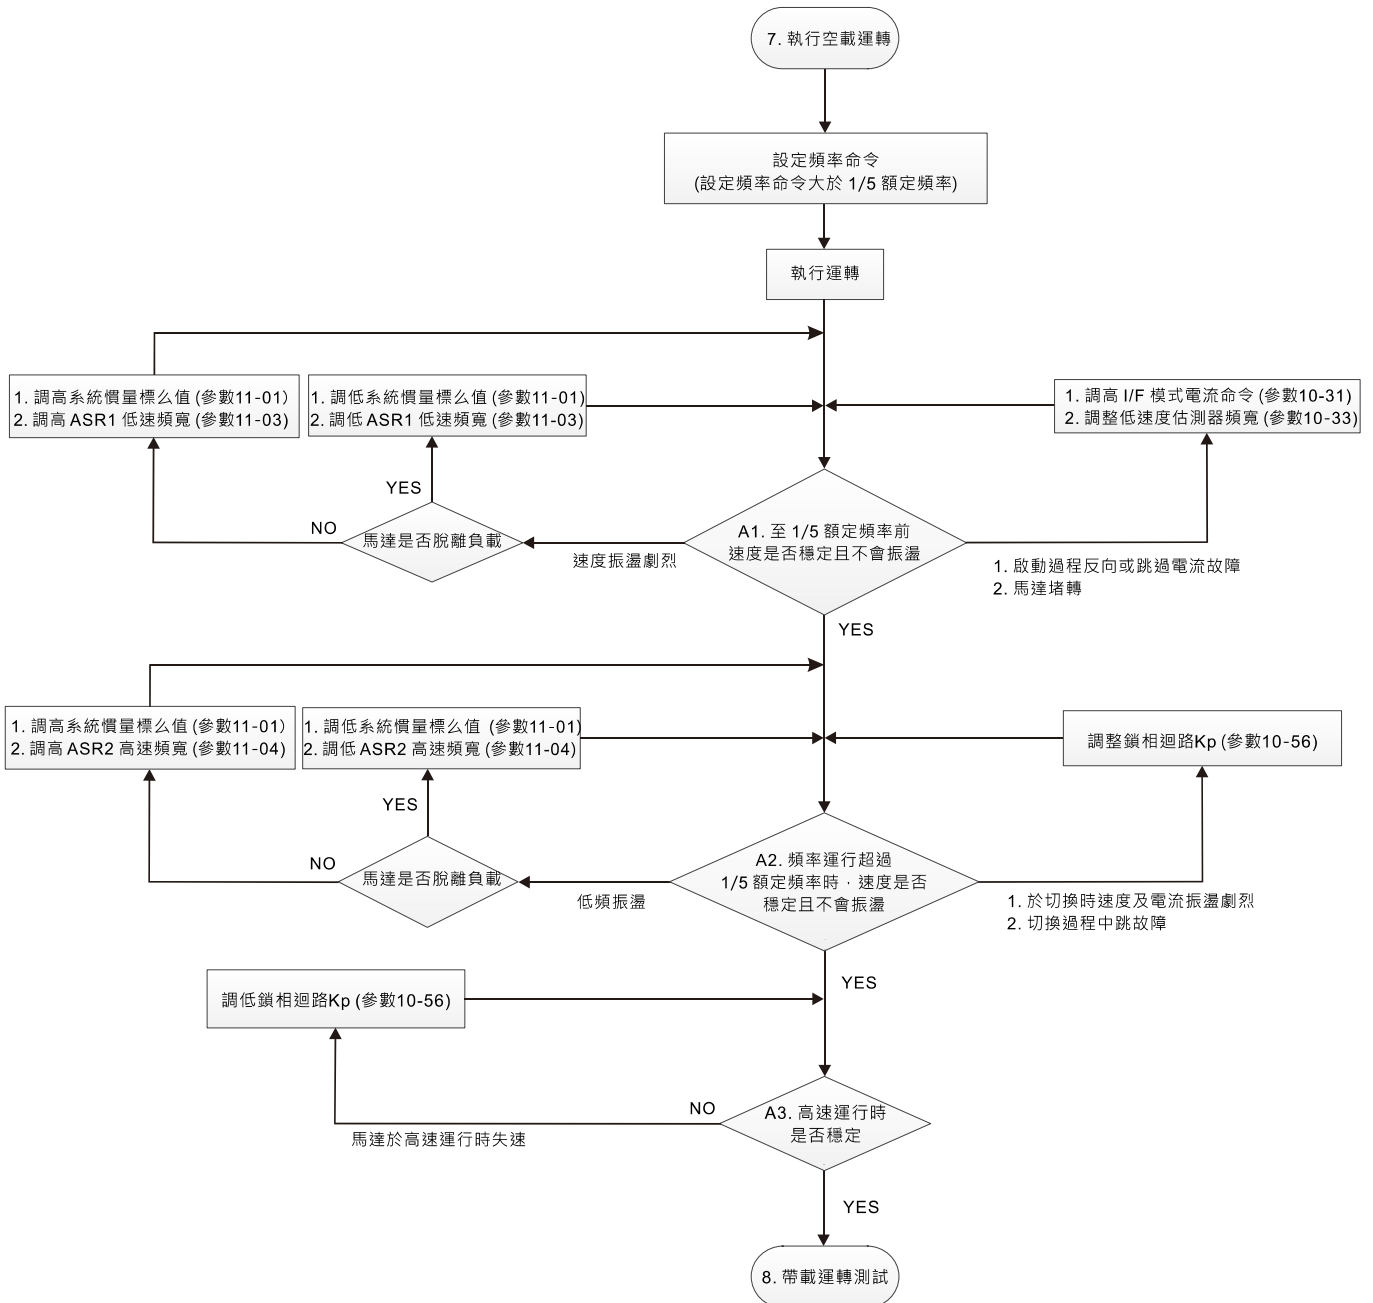 7. 執行空載運轉
設定頻率命令
(設定頻率命令大於 1/5 額定頻率)
執行運轉
1. 調高系統慣量標么值 (參數11-01)
2. 調高 ASR1 低速頻寬 (參數11-03)
1. 調低系統慣量標么值 (參數11-01)
2. 調低 ASR1 低速頻寬 (參數11-03)
1. 調高 I/F 模式電流命令 (參數10-31)
2. 調整低速度估測器頻寬 (參數10-33)
YES
NO
馬達是否脫離負載
速度振盪劇烈
A1. 至 1/5 額定頻率前
速度是否穩定且不會振盪
1. 啟動過程反向或跳過電流故障
2. 馬達堵轉
YES
1. 調高系統慣量標么值 (參數11-01)
2. 調高 ASR2 高速頻寬 (參數11-04)
1. 調低系統慣量標么值 (參數11-01)
2. 調低 ASR2 高速頻寬 (參數11-04)
調整鎖相迴路Kp (參數10-56)
YES
NO
馬達是否脫離負載
低頻振盪
A2. 頻率運行超過
1/5 額定頻率時，速度是否
穩定且不會振盪
1. 於切換時速度及電流振盪劇烈
2. 切換過程中跳故障
YES
調低鎖相迴路Kp (參數10-56)
NO
馬達於高速運行時失速
A3. 高速運行時
是否穩定
YES
8. 帶載運轉測試